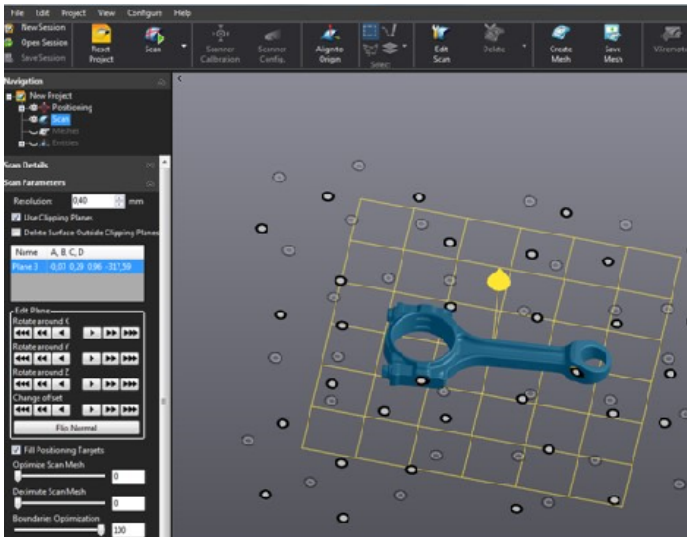 File Edit Project View Configure Help
New Session
Open Session
Save Session
Reset Project
Scan
Scanner Calibration
Scanner Config.
Align to Origin
Select
Edit Scan
Delete
Create Mesh
Save Mesh
VXremote
Navigation
New Project
Positioning
Scan
Meshes
Entities
Scan Details
Scan Parameters
Resolution: 0,40 mm
Use Clipping Planes
Delete Surface Outside Clipping Planes
Name A, B, C, D
Plane 3 -0,07 0,29 0,96 -317,59
Edit Plane
Rotate around X
Rotate around Y
Rotate around Z
Change offset
Flip Normal
Fill Positioning Targets
Optimize Scan Mesh
0
Decimate Scan Mesh
0
Boundaries Optimization
100